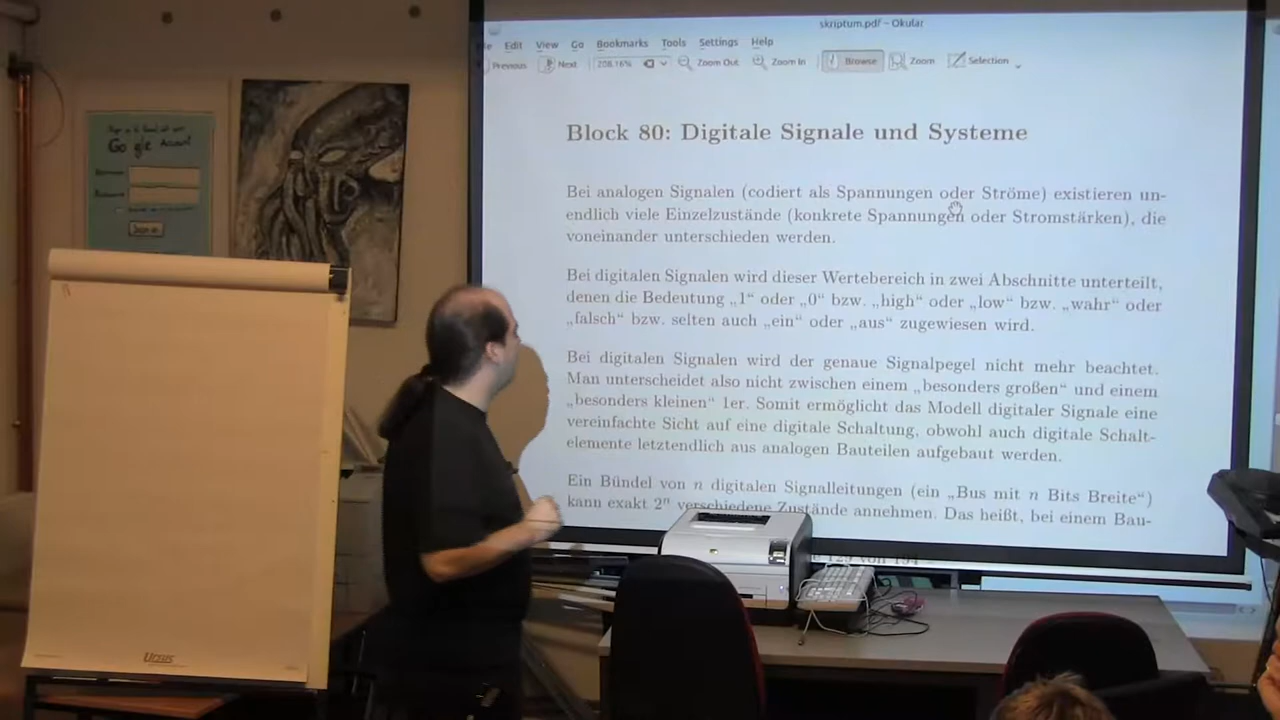 skriptum.pdf – Okular
Edit View Go Bookmarks Tools Settings Help
Previous Next 208.16% Zoom Out Zoom In Browse Zoom Selection
Block 80: Digitale Signale und Systeme
Bei analogen Signalen (codiert als Spannungen oder Ströme) existieren un-
endlich viele Einzelzustände (konkrete Spannungen oder Stromstärken), die
voneinander unterschieden werden.
Bei digitalen Signalen wird dieser Wertebereich in zwei Abschnitte unterteilt,
denen die Bedeutung „1“ oder „0“ bzw. „high“ oder „low“ bzw. „wahr“ oder
„falsch“ bzw. selten auch „ein“ oder „aus“ zugewiesen wird.
Bei digitalen Signalen wird der genaue Signalpegel nicht mehr beachtet.
Man unterscheidet also nicht zwischen einem „besonders großen“ und einem
„besonders kleinen“ 1er. Somit ermöglicht das Modell digitaler Signale eine
vereinfachte Sicht auf eine digitale Schaltung, obwohl auch digitale Schalt-
elemente letztendlich aus analogen Bauteilen aufgebaut werden.
Ein Bündel von n digitalen Signalleitungen (ein „Bus mit n Bits Breite“)
kann exakt 2ⁿ verschiedene Zustände annehmen. Das heißt, bei einem Bau-
Google Account
Sign in
URSUS